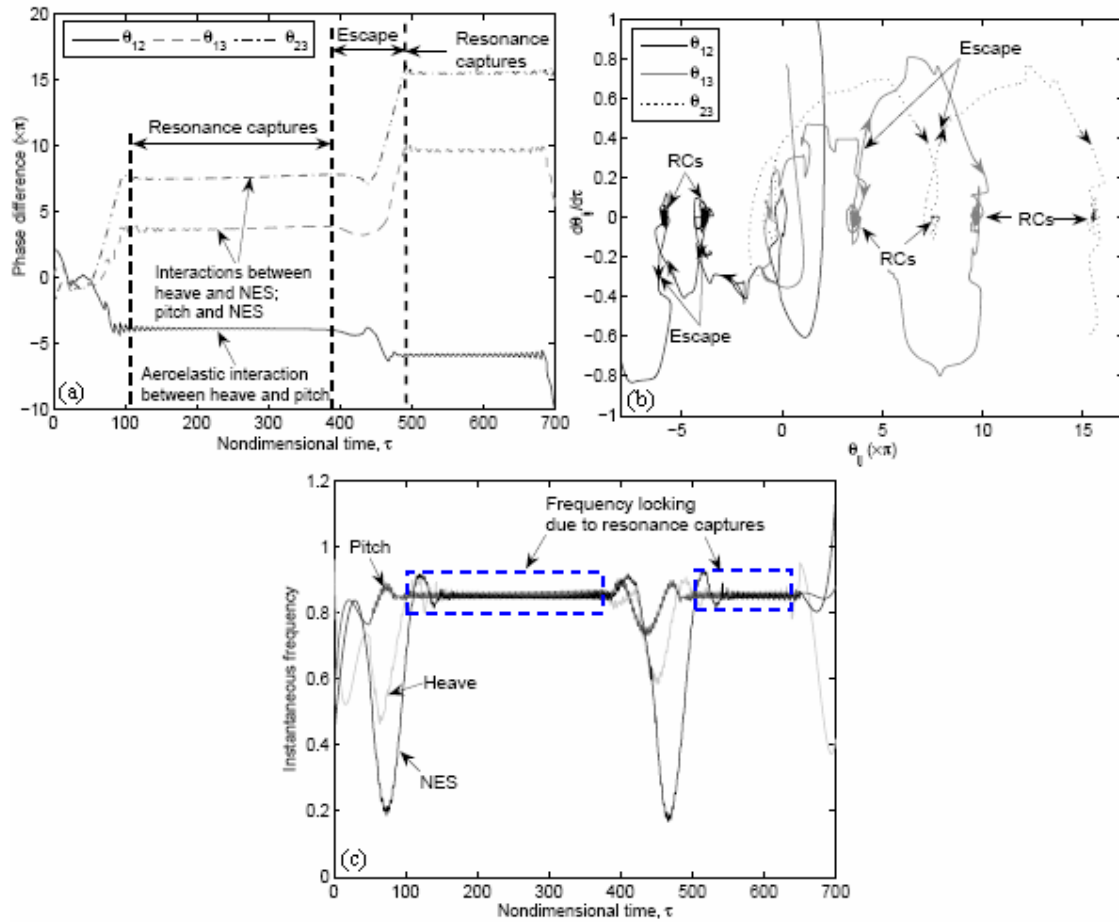 20
15
10
5
0
−5
−10
0
100
200
300
400
500
600
700
Phase difference (×π)
Nondimensional time, τ
θ12
θ13
θ23
Escape
Resonance
captures
Resonance captures
Interactions between
heave and NES;
pitch and NES
Aeroelastic interaction
between heave and pitch
(a)
1
0.8
0.6
0.4
0.2
0
−0.2
−0.4
−0.6
−0.8
−1
−5
0
5
10
15
dθij/dτ
θij (×π)
θ12
θ13
θ23
Escape
RCs
RCs
RCs
Escape
(b)
1.2
1
0.8
0.6
0.4
0.2
0
0
100
200
300
400
500
600
700
Instantaneous frequency
Nondimensional time, τ
Frequency locking
due to resonance captures
Pitch
Heave
NES
(c)